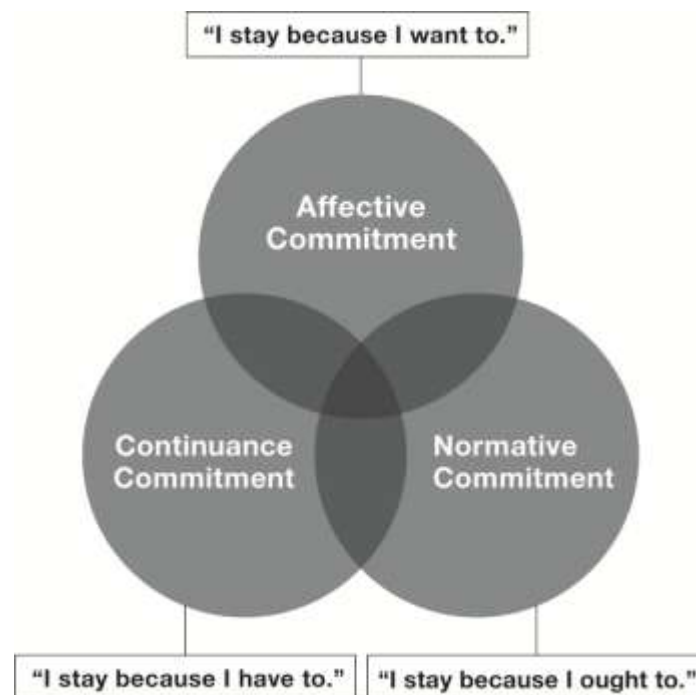 “I stay because I want to.”
Affective
Commitment
Continuance
Commitment
Normative
Commitment
“I stay because I have to.”
“I stay because I ought to.”